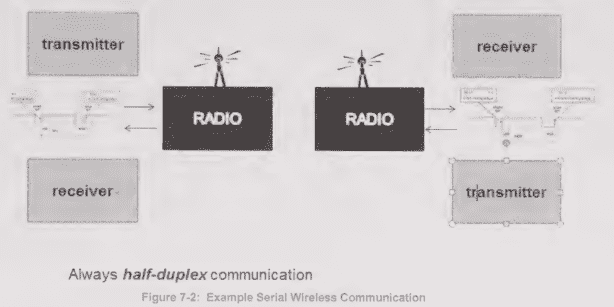 transmitter
receiver
RADIO
RADIO
receiver
transmitter
Always half-duplex communication
Figure 7-2: Example Serial Wireless Communication